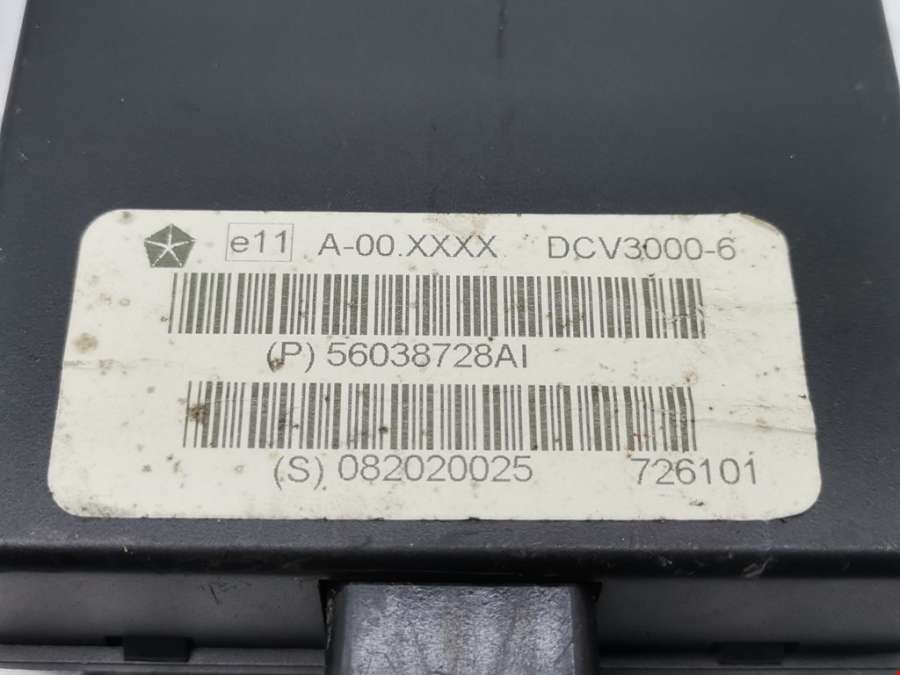 e11 A-00.XXXX DCV3000-6
(P) 56038728AI
(S) 082020025 726101